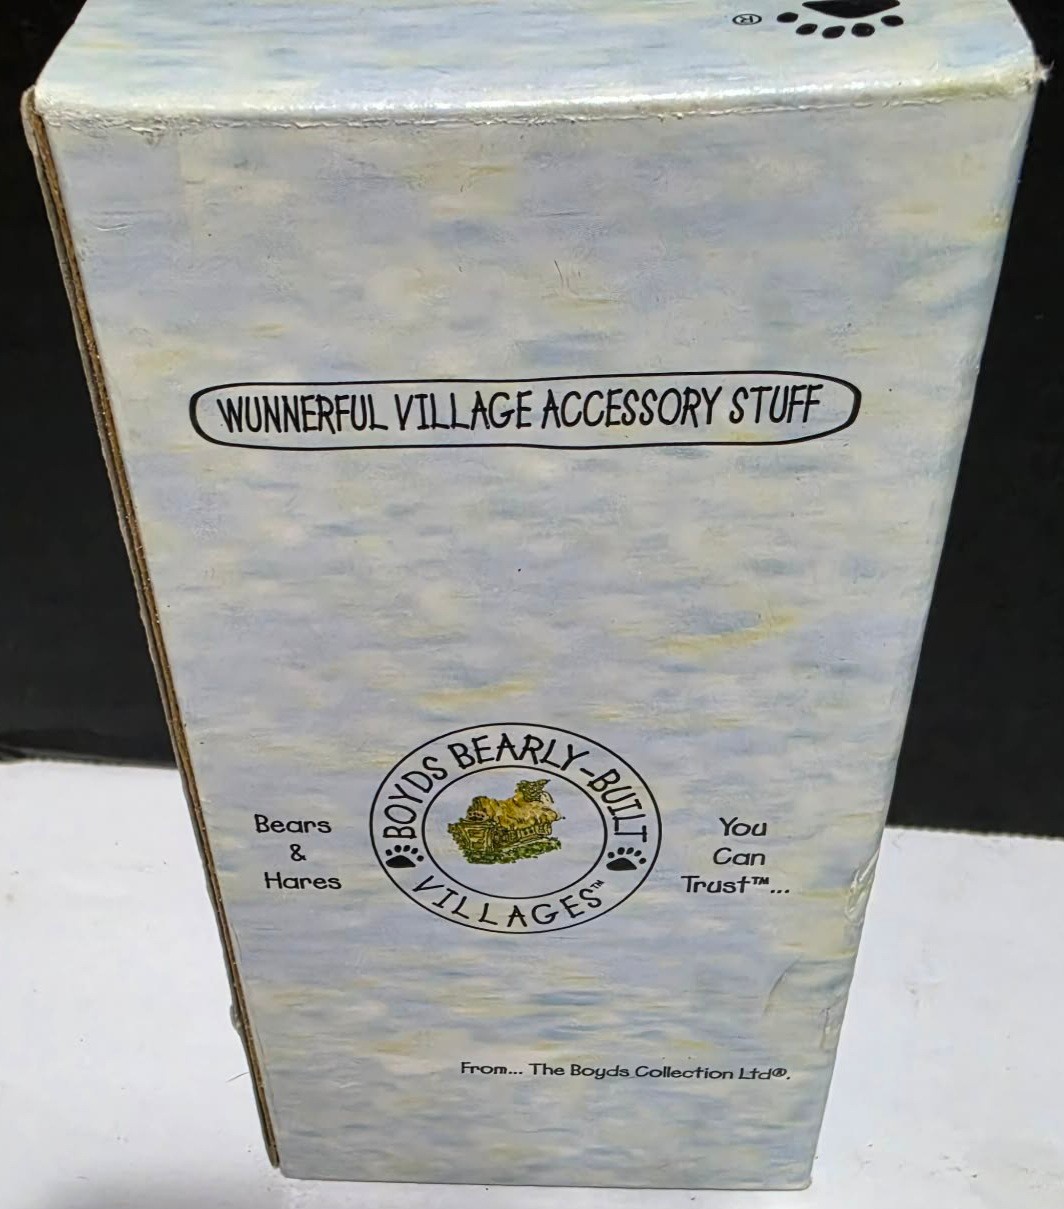 ®
WUNNERFUL VILLAGE ACCESSORY STUFF
BOYDS BEARLY-BUILT
VILLAGES™
Bears
&
Hares
You
Can
Trust™...
From... The Boyds Collection Ltd®.